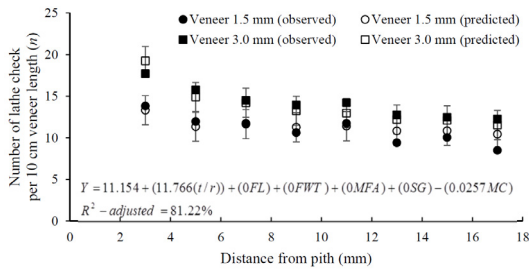 Veneer 1.5 mm (observed)
Veneer 1.5 mm (predicted)
Veneer 3.0 mm (observed)
Veneer 3.0 mm (predicted)
Number of lathe check
per 10 cm veneer length (n)
25
20
15
10
5
0
Y = 11.154 + (11.766(t/r)) + (0FL) + (0FWT) + (0MFA) + (0SG) − (0.0257MC)
R² − adjusted = 81.22%
0 2 4 6 8 10 12 14 16 18
Distance from pith (mm)